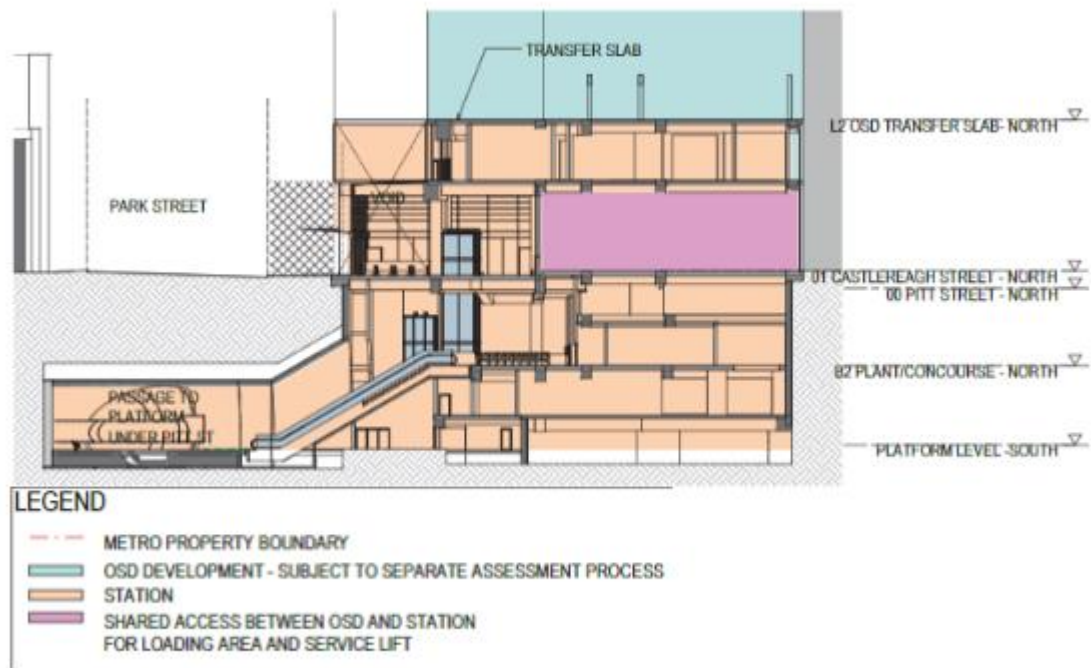 TRANSFER SLAB
L2 OSD TRANSFER SLAB- NORTH
PARK STREET
VOID
01 CASTLEREAGH STREET - NORTH
00 PITT STREET - NORTH
B2 PLANT/CONCOURSE - NORTH
PASSAGE TO
PLATFORM
UNDER PITT ST
PLATFORM LEVEL -SOUTH
LEGEND
METRO PROPERTY BOUNDARY
OSD DEVELOPMENT - SUBJECT TO SEPARATE ASSESSMENT PROCESS
STATION
SHARED ACCESS BETWEEN OSD AND STATION
FOR LOADING AREA AND SERVICE LIFT